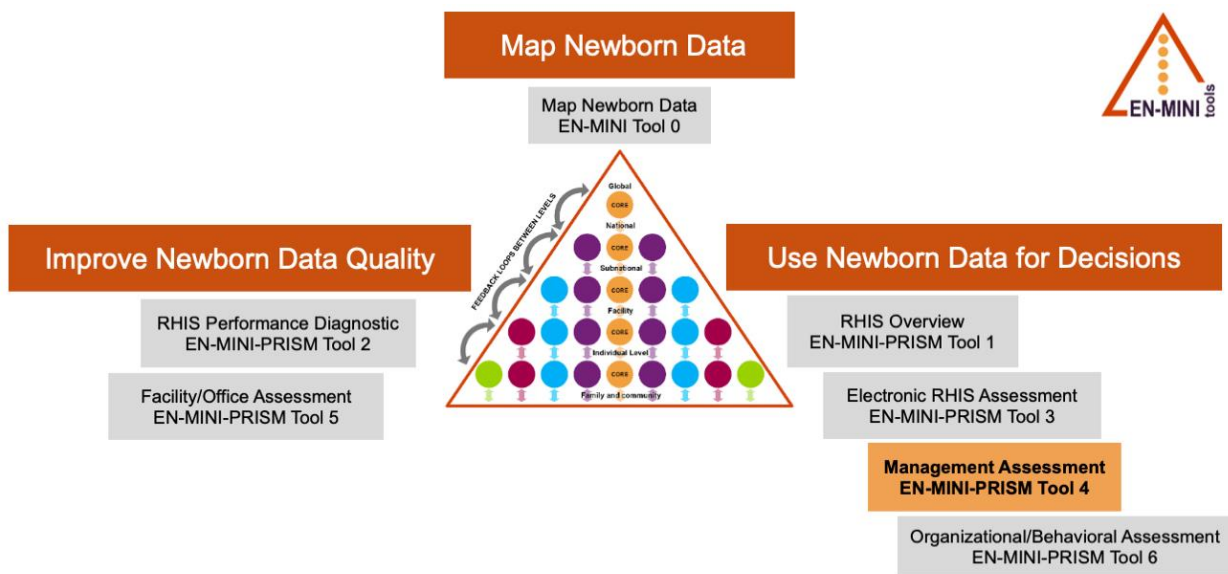 Map Newborn Data
Map Newborn Data
EN-MINI Tool 0
EN-MINI
tools
FEEDBACK LOOPS BETWEEN LEVELS
Global
CORE
National
CORE
Subnational
CORE
Facility
CORE
Individual Level
CORE
Family and community
Improve Newborn Data Quality
RHIS Performance Diagnostic
EN-MINI-PRISM Tool 2
Facility/Office Assessment
EN-MINI-PRISM Tool 5
Use Newborn Data for Decisions
RHIS Overview
EN-MINI-PRISM Tool 1
Electronic RHIS Assessment
EN-MINI-PRISM Tool 3
Management Assessment
EN-MINI-PRISM Tool 4
Organizational/Behavioral Assessment
EN-MINI-PRISM Tool 6